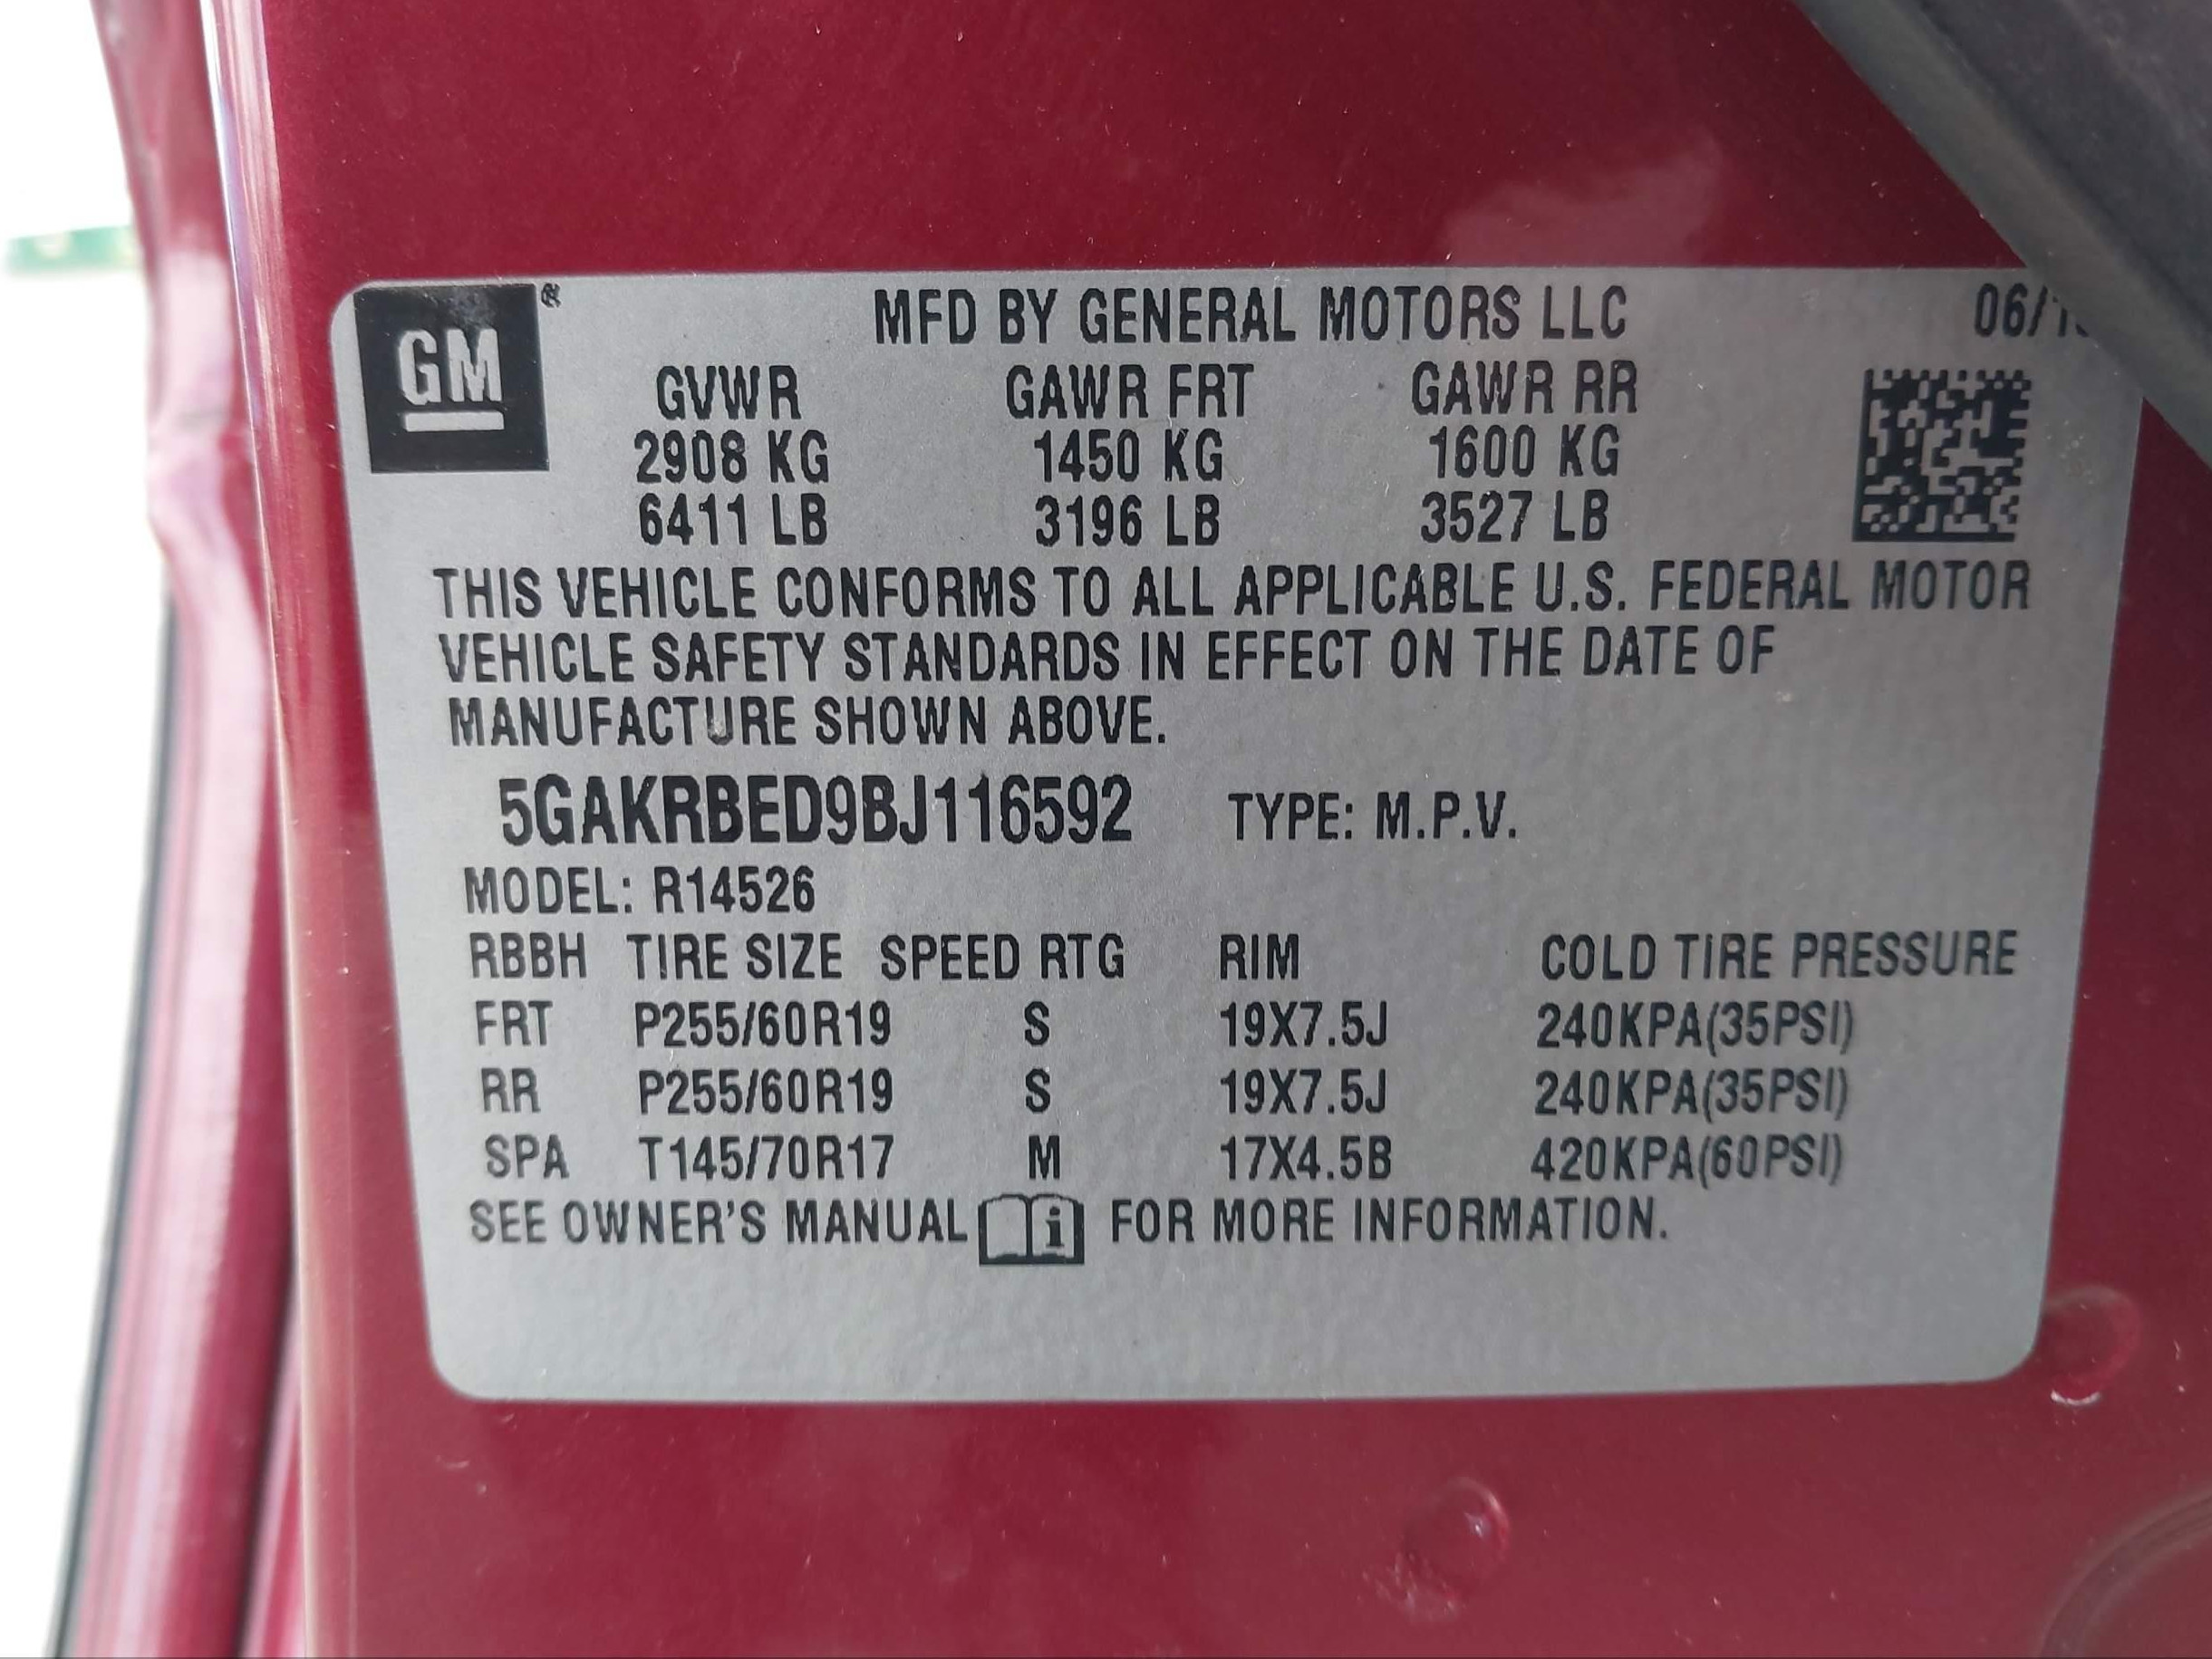 GM ® MFD BY GENERAL MOTORS LLC 06/
GVWR GAWR FRT GAWR RR
2908 KG 1450 KG 1600 KG
6411 LB 3196 LB 3527 LB
THIS VEHICLE CONFORMS TO ALL APPLICABLE U.S. FEDERAL MOTOR
VEHICLE SAFETY STANDARDS IN EFFECT ON THE DATE OF
MANUFACTURE SHOWN ABOVE.
5GAKRBED9BJ116592 TYPE: M.P.V.
MODEL: R14526
RBBH TIRE SIZE SPEED RTG RIM COLD TIRE PRESSURE
FRT P255/60R19 S 19X7.5J 240KPA(35PSI)
RR P255/60R19 S 19X7.5J 240KPA(35PSI)
SPA T145/70R17 M 17X4.5B 420KPA(60PSI)
SEE OWNER'S MANUAL i FOR MORE INFORMATION.